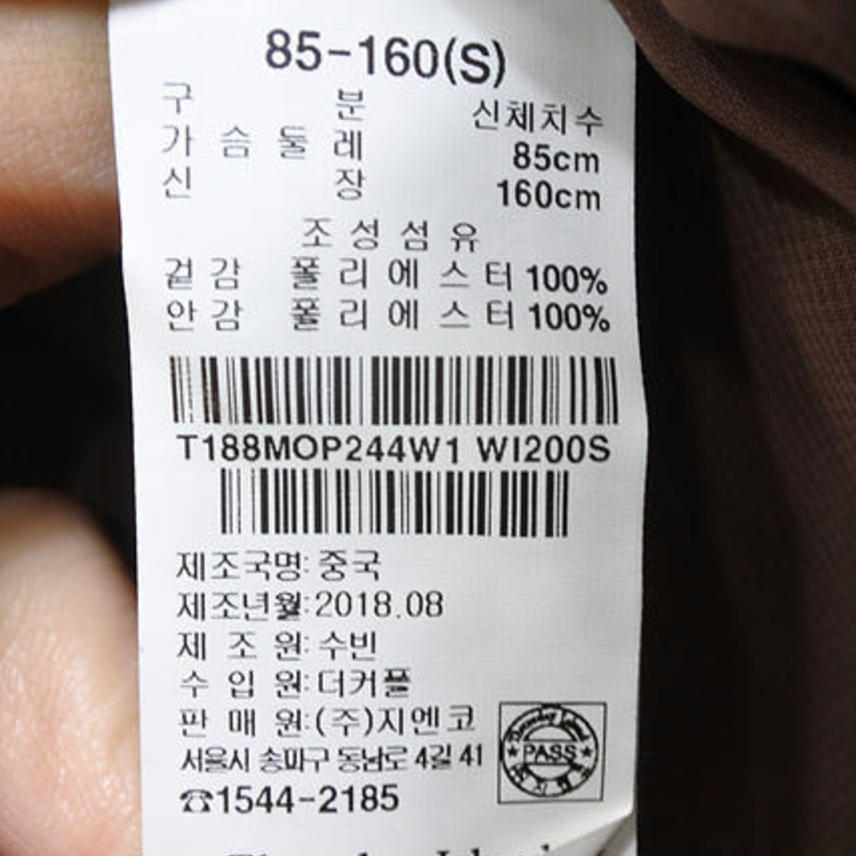 85-160(S)
구 분 신체치수
가 슴 둘 레 85cm
신 장 160cm
조 성 섬 유
겉 감 폴 리 에 스 터 100%
안 감 폴 리 에 스 터 100%
T188MOP244W1 WI200S
제조국명: 중국
제조년월:2018.08
제 조 원: 수빈
수 입 원: 더커플
판 매 원:(주)지엔코
서울시 송파구 동남로 4길 41
PASS
☎1544-2185